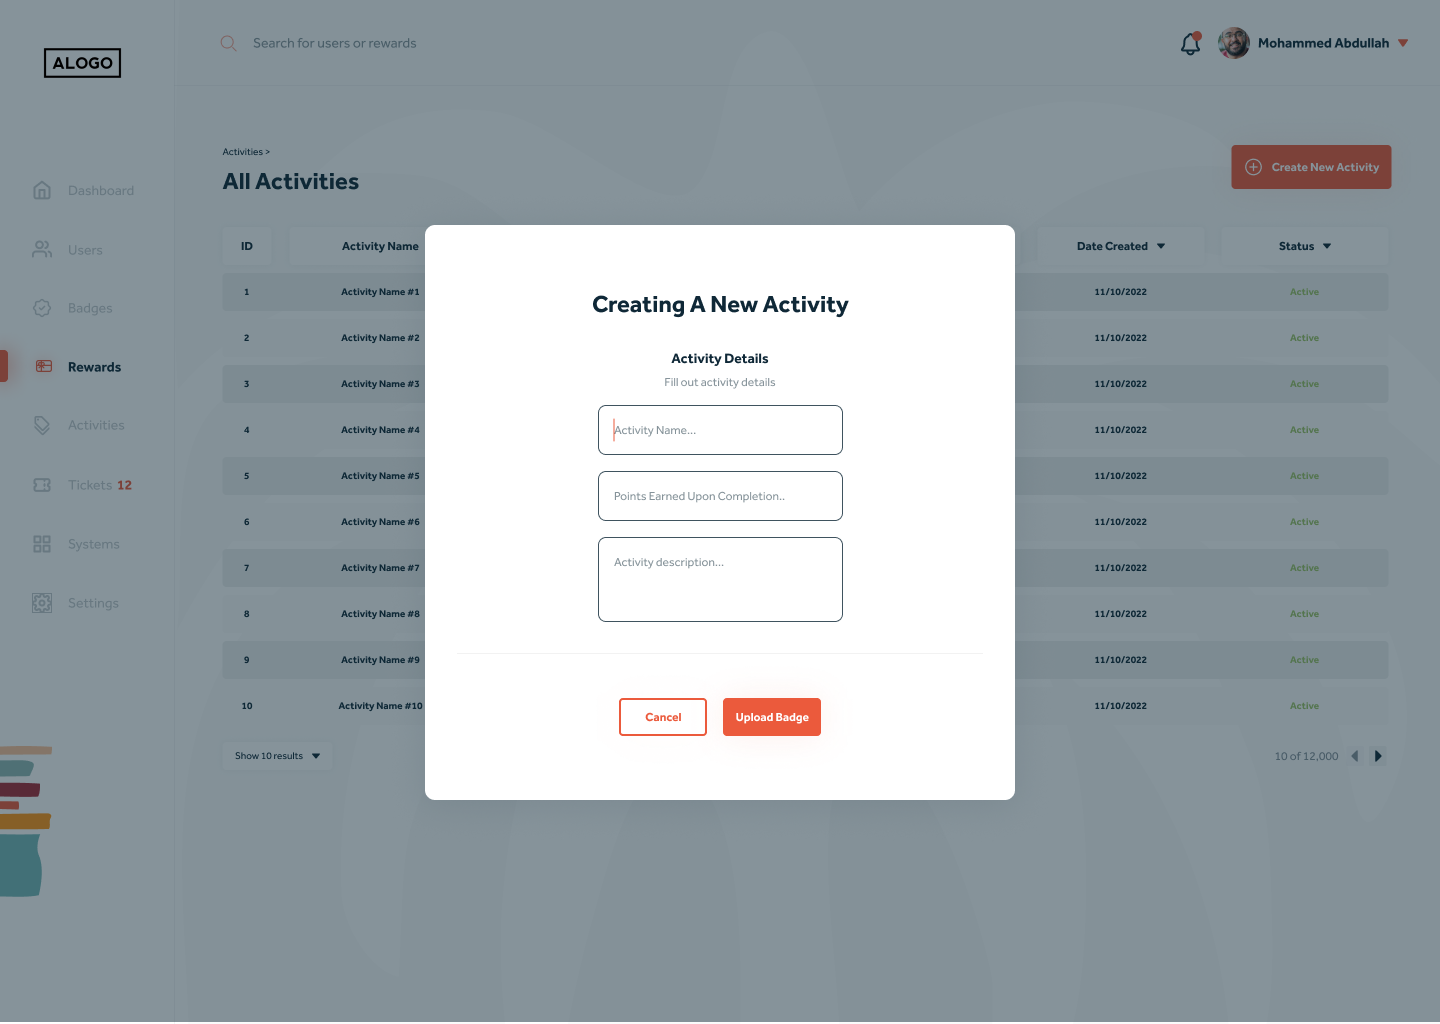 ALOGO
Search for users or rewards
Mohammed Abdullah
Dashboard
Users
Badges
Rewards
Activities
Tickets 12
Systems
Settings
Activities >
All Activities
Create New Activity
ID Activity Name Date Created Status
1 Activity Name #1 11/10/2022 Active
2 Activity Name #2 11/10/2022 Active
3 Activity Name #3 11/10/2022 Active
4 Activity Name #4 11/10/2022 Active
5 Activity Name #5 11/10/2022 Active
6 Activity Name #6 11/10/2022 Active
7 Activity Name #7 11/10/2022 Active
8 Activity Name #8 11/10/2022 Active
9 Activity Name #9 11/10/2022 Active
10 Activity Name #10 11/10/2022 Active
Show 10 results
10 of 12,000
Creating A New Activity
Activity Details
Fill out activity details
Activity Name...
Points Earned Upon Completion..
Activity description...
Cancel
Upload Badge